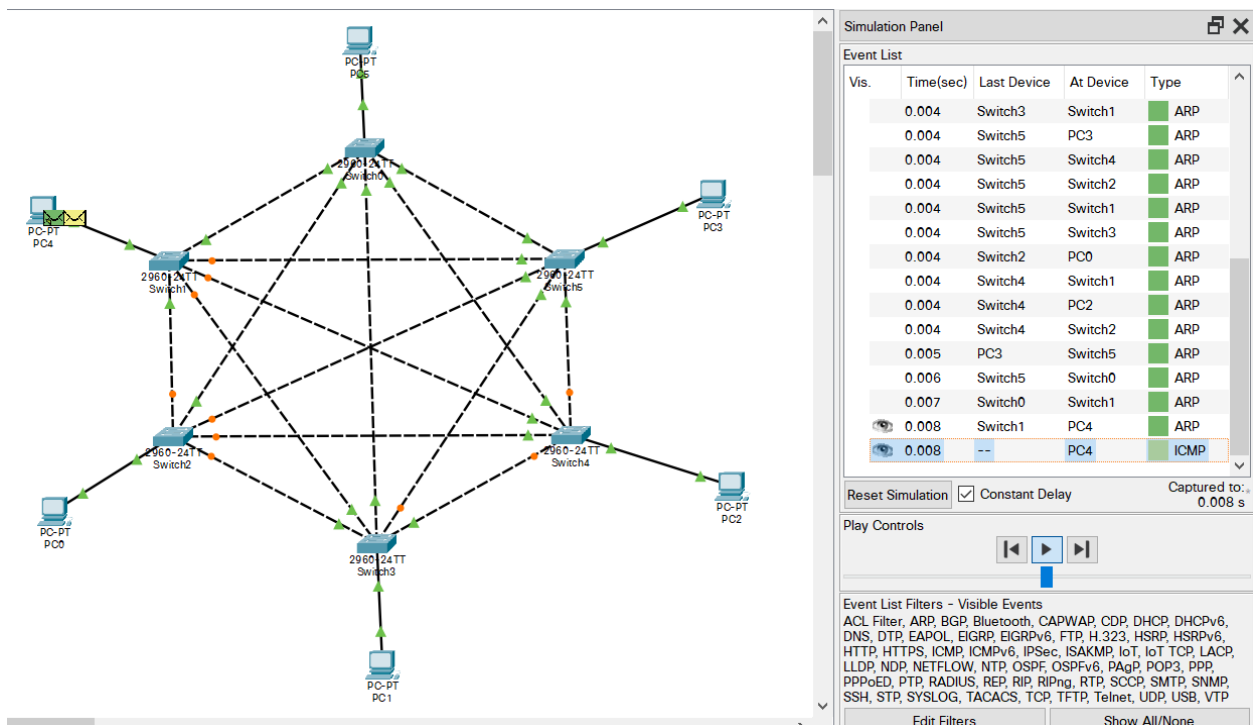 PC-PT
PC5
2960-24TT
Switch0
PC-PT
PC4
PC-PT
PC3
2960-24TT
Switch1
2960-24TT
Switch5
2960-24TT
Switch2
2960-24TT
Switch4
PC-PT
PC0
PC-PT
PC2
2960-24TT
Switch3
PC-PT
PC1
Simulation Panel
Event List
Vis. Time(sec) Last Device At Device Type
0.004 Switch3 Switch1 ARP
0.004 Switch5 PC3 ARP
0.004 Switch5 Switch4 ARP
0.004 Switch5 Switch2 ARP
0.004 Switch5 Switch1 ARP
0.004 Switch5 Switch3 ARP
0.004 Switch2 PC0 ARP
0.004 Switch4 Switch1 ARP
0.004 Switch4 PC2 ARP
0.004 Switch4 Switch2 ARP
0.005 PC3 Switch5 ARP
0.006 Switch5 Switch0 ARP
0.007 Switch0 Switch1 ARP
0.008 Switch1 PC4 ARP
0.008 -- PC4 ICMP
Reset Simulation Constant Delay Captured to:
0.008 s
Play Controls
Event List Filters - Visible Events
ACL Filter, ARP, BGP, Bluetooth, CAPWAP, CDP, DHCP, DHCPv6,
DNS, DTP, EAPOL, EIGRP, EIGRPv6, FTP, H.323, HSRP, HSRPv6,
HTTP, HTTPS, ICMP, ICMPv6, IPSec, ISAKMP, IoT, IoT TCP, LACP,
LLDP, NDP, NETFLOW, NTP, OSPF, OSPFv6, PAgP, POP3, PPP,
PPPoED, PTP, RADIUS, REP, RIP, RIPng, RTP, SCCP, SMTP, SNMP,
SSH, STP, SYSLOG, TACACS, TCP, TFTP, Telnet, UDP, USB, VTP
Edit Filters Show All/None